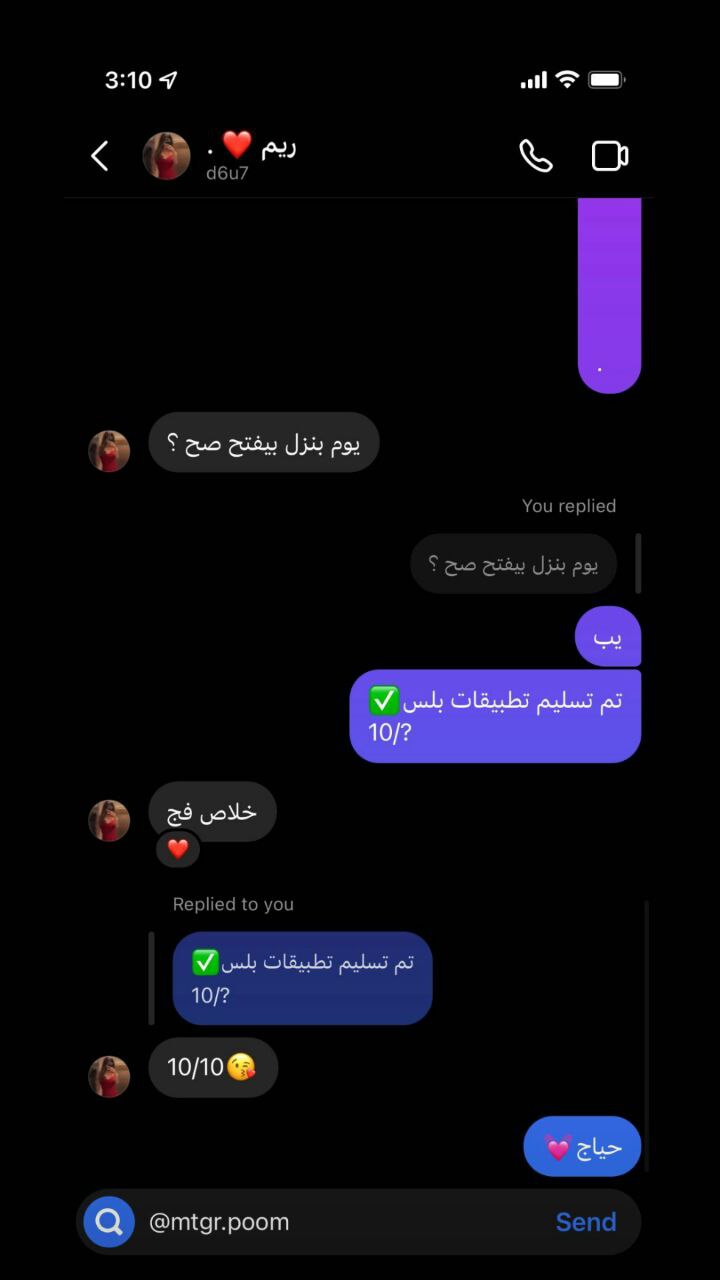 3:10
ريم ❤️ .
d6u7
.
يوم بنزل بيفتح صح ؟
You replied
يوم بنزل بيفتح صح ؟
يب
تم تسليم تطبيقات بلس✅
10/?
خلاص فج
❤️
Replied to you
تم تسليم تطبيقات بلس✅
10/?
10/10😘
حياج 💓
@mtgr.poom
Send